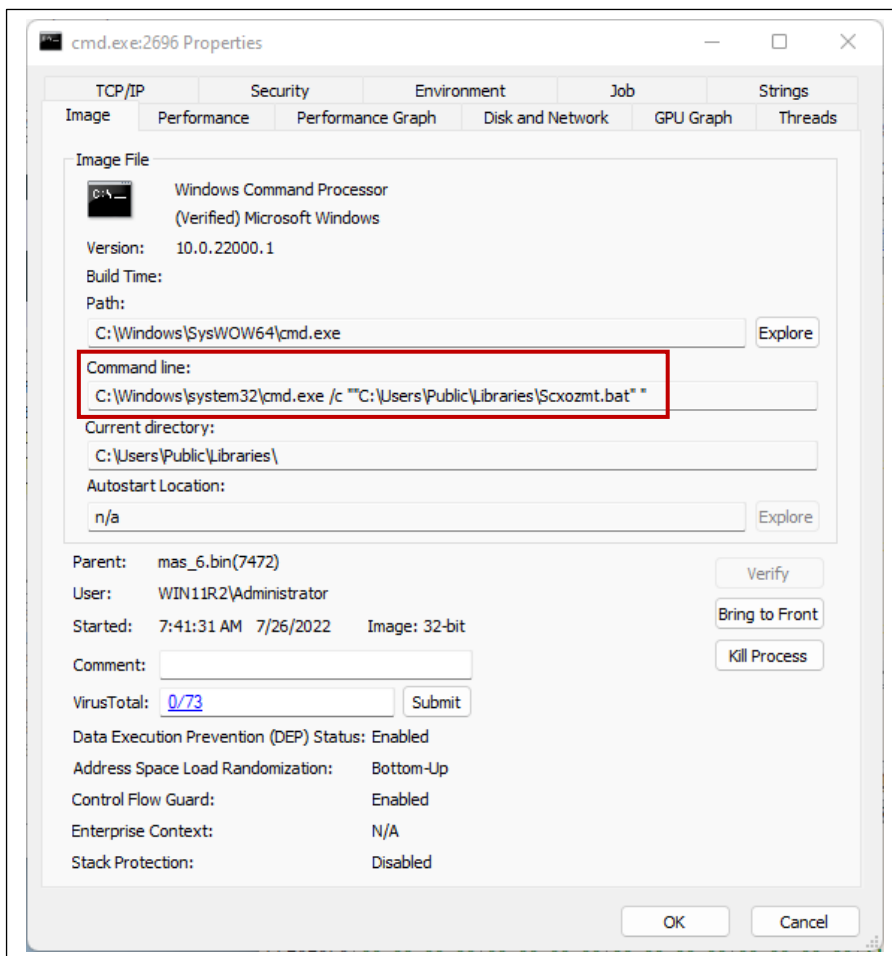 cmd.exe:2696 Properties
TCP/IP Security Environment Job Strings
Image Performance Performance Graph Disk and Network GPU Graph Threads
Image File
Windows Command Processor
(Verified) Microsoft Windows
Version: 10.0.22000.1
Build Time:
Path:
C:\Windows\SysWOW64\cmd.exe Explore
Command line:
C:\Windows\system32\cmd.exe /c ""C:\Users\Public\Libraries\Scxozmt.bat" "
Current directory:
C:\Users\Public\Libraries\
Autostart Location:
n/a Explore
Parent: mas_6.bin(7472)
Verify
User: WIN11R2\Administrator
Bring to Front
Started: 7:41:31 AM 7/26/2022 Image: 32-bit
Kill Process
Comment:
VirusTotal: 0/73 Submit
Data Execution Prevention (DEP) Status: Enabled
Address Space Load Randomization: Bottom-Up
Control Flow Guard: Enabled
Enterprise Context: N/A
Stack Protection: Disabled
OK Cancel